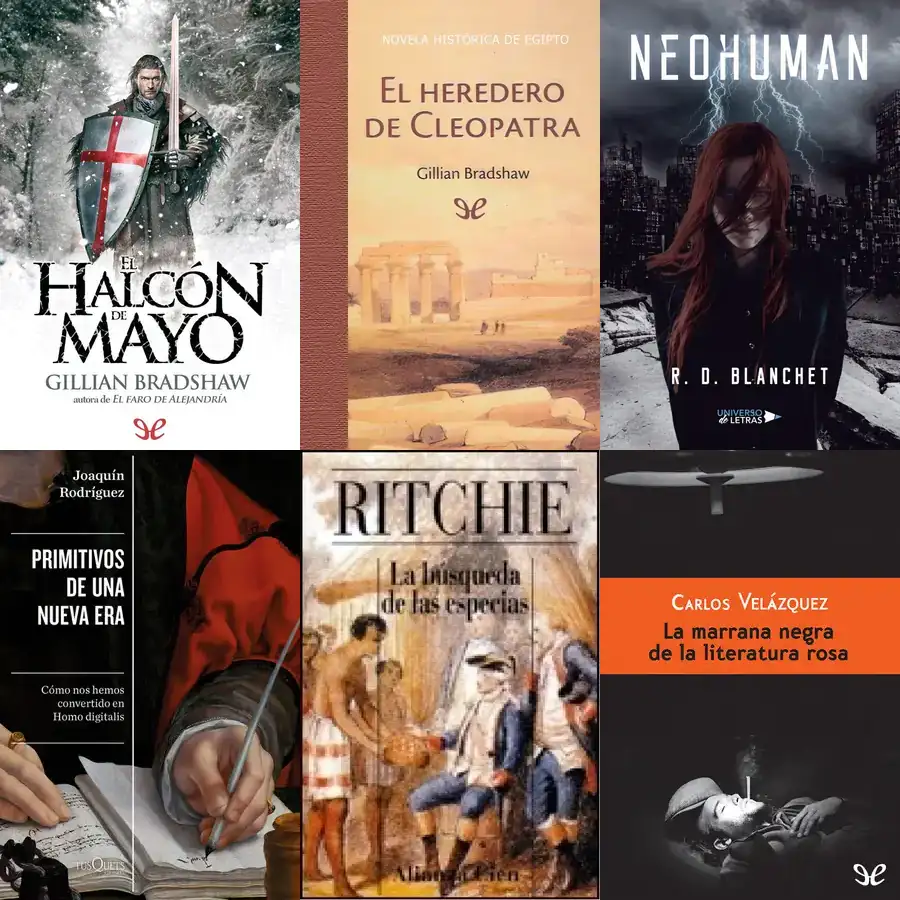 EL
HALCÓN
DE
MAYO
GILLIAN BRADSHAW
autora de EL FARO DE ALEJANDRÍA
NOVELA HISTÓRICA DE EGIPTO
EL HEREDERO
DE CLEOPATRA
Gillian Bradshaw
NEOHUMAN
R. D. BLANCHET
UNIVERSO
de LETRAS
Joaquín
Rodríguez
PRIMITIVOS
DE UNA
NUEVA ERA
Cómo nos hemos
convertido en
Homo digitalis
TUSQUETS
RITCHIE
La búsqueda
de las especias
Alianza Cien
CARLOS VELÁZQUEZ
La marrana negra
de la literatura rosa